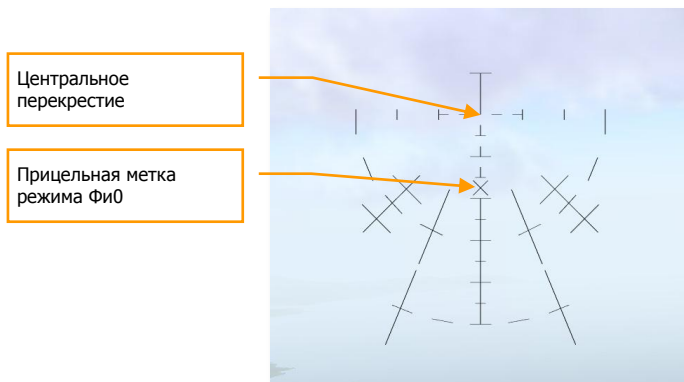 Центральное
перекрестие
Прицельная метка
режима Фи0